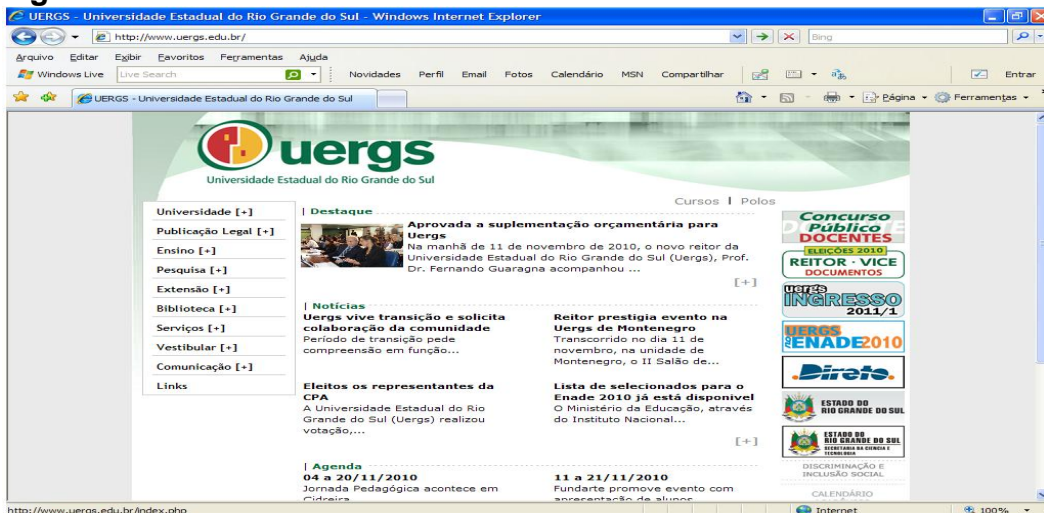 UERGS - Universidade Estadual do Rio Grande do Sul - Windows Internet Explorer
http://www.uergs.edu.br/
Bing
Arquivo Editar Exibir Favoritos Ferramentas Ajuda
Windows Live Live Search Novidades Perfil Email Fotos Calendário MSN Compartilhar Entrar
UERGS - Universidade Estadual do Rio Grande do Sul
Página Ferramentas
uergs
Universidade Estadual do Rio Grande do Sul
Cursos | Polos
Universidade [+]
Publicação Legal [+]
Ensino [+]
Pesquisa [+]
Extensão [+]
Biblioteca [+]
Serviços [+]
Vestibular [+]
Comunicação [+]
Links
| Destaque
Aprovada a suplementação orçamentária para
Uergs
Na manhã de 11 de novembro de 2010, o novo reitor da
Universidade Estadual do Rio Grande do Sul (Uergs), Prof.
Dr. Fernando Guaragna acompanhou ...
[+]
| Notícias
Uergs vive transição e solicita
colaboração da comunidade
Período de transição pede
compreensão em função...
Reitor prestigia evento na
Uergs de Montenegro
Transcorrido no dia 11 de
novembro, na unidade de
Montenegro, o II Salão de...
Eleitos os representantes da
CPA
A Universidade Estadual do Rio
Grande do Sul (Uergs) realizou
votação,...
Lista de selecionados para o
Enade 2010 já está disponivel
O Ministério da Educação, através
do Instituto Nacional...
[+]
| Agenda
04 a 20/11/2010
Jornada Pedagógica acontece em
Cidreira
11 a 21/11/2010
Fundarte promove evento com
apresentação de alunos
Concurso
Público
DOCENTES
ELEIÇÕES 2010
REITOR · VICE
DOCUMENTOS
uergs
INGRESSO
2011/1
UERGS
ENADE2010
.Direto.
ESTADO DO
RIO GRANDE DO SUL
ESTADO DO
RIO GRANDE DO SUL
SECRETARIA DA CIÊNCIA E
TECNOLOGIA
DISCRIMINAÇÃO E
INCLUSÃO SOCIAL
CALENDÁRIO
http://www.uergs.edu.br/index.php
Internet
100%